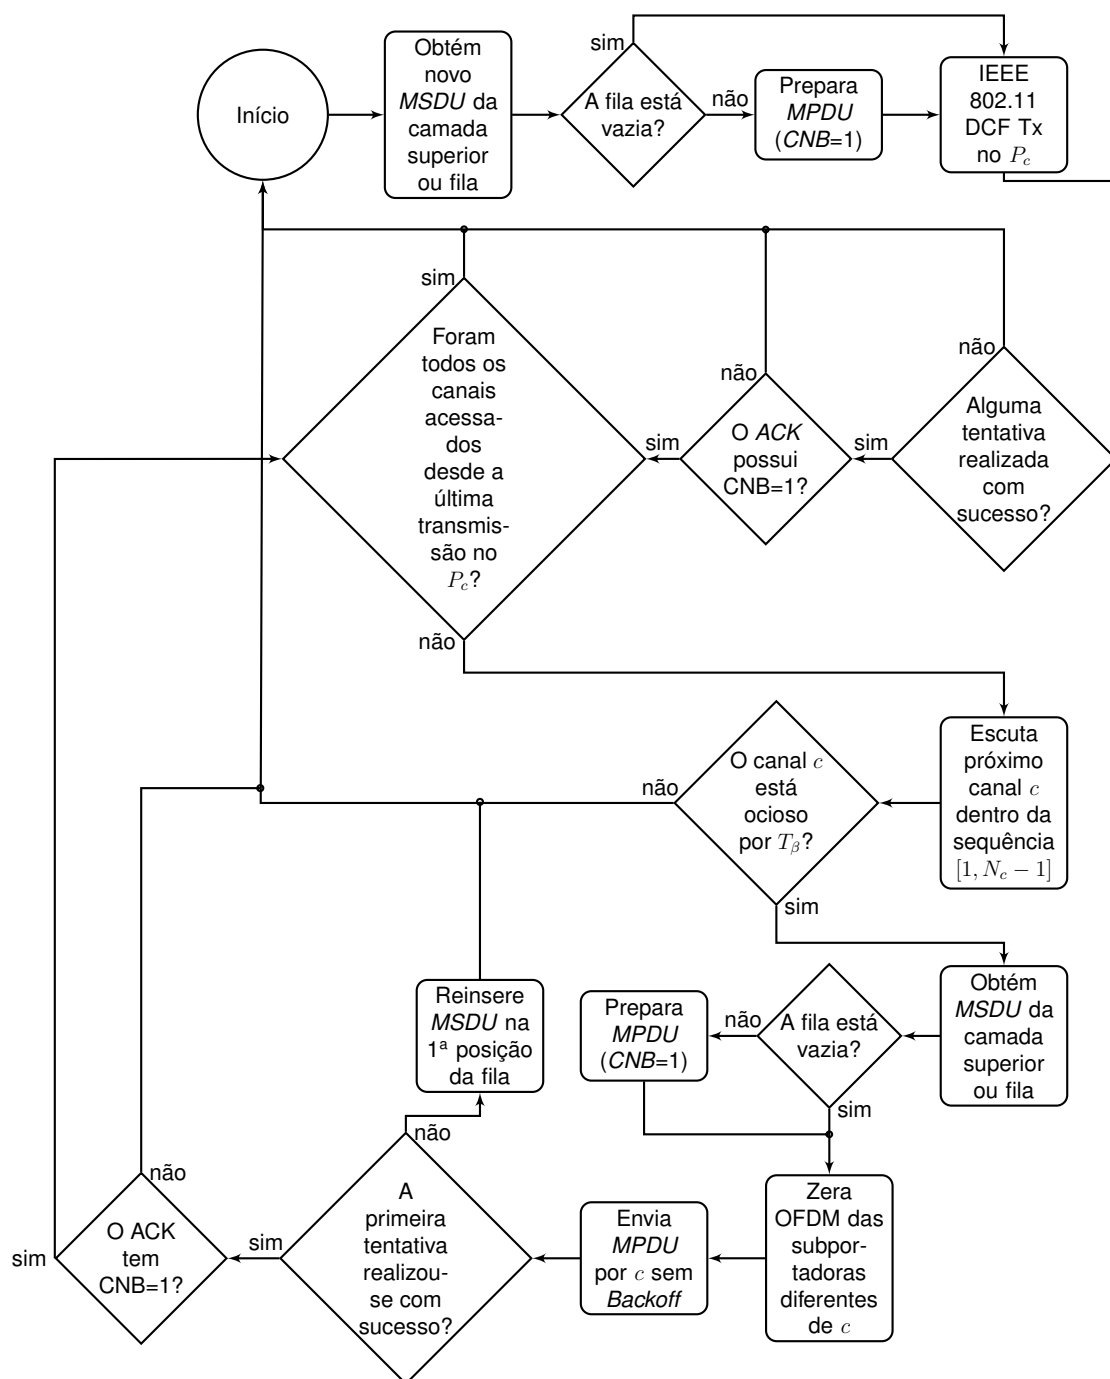 Início
Obtém
novo
MSDU da
camada
superior
ou fila
sim
A fila está
vazia?
não
Prepara
MPDU
(CNB=1)
IEEE
802.11
DCF Tx
no P_c
sim
Foram
todos os
canais
acessa-
dos
desde a
última
transmis-
são no
P_c?
não
sim
não
O ACK
possui
CNB=1?
sim
não
Alguma
tentativa
realizada
com
sucesso?
não
O canal c
está
ocioso
por T_β?
sim
Escuta
próximo
canal c
dentro da
sequência
[1, N_c − 1]
Reinsere
MSDU na
1ª posição
da fila
Prepara
MPDU
(CNB=1)
não
A fila está
vazia?
sim
Obtém
MSDU da
camada
superior
ou fila
não
sim
O ACK
tem
CNB=1?
sim
não
A
primeira
tentativa
realizou-
se com
sucesso?
Envia
MPDU
por c sem
Backoff
Zera
OFDM das
subpor-
tadoras
diferentes
de c